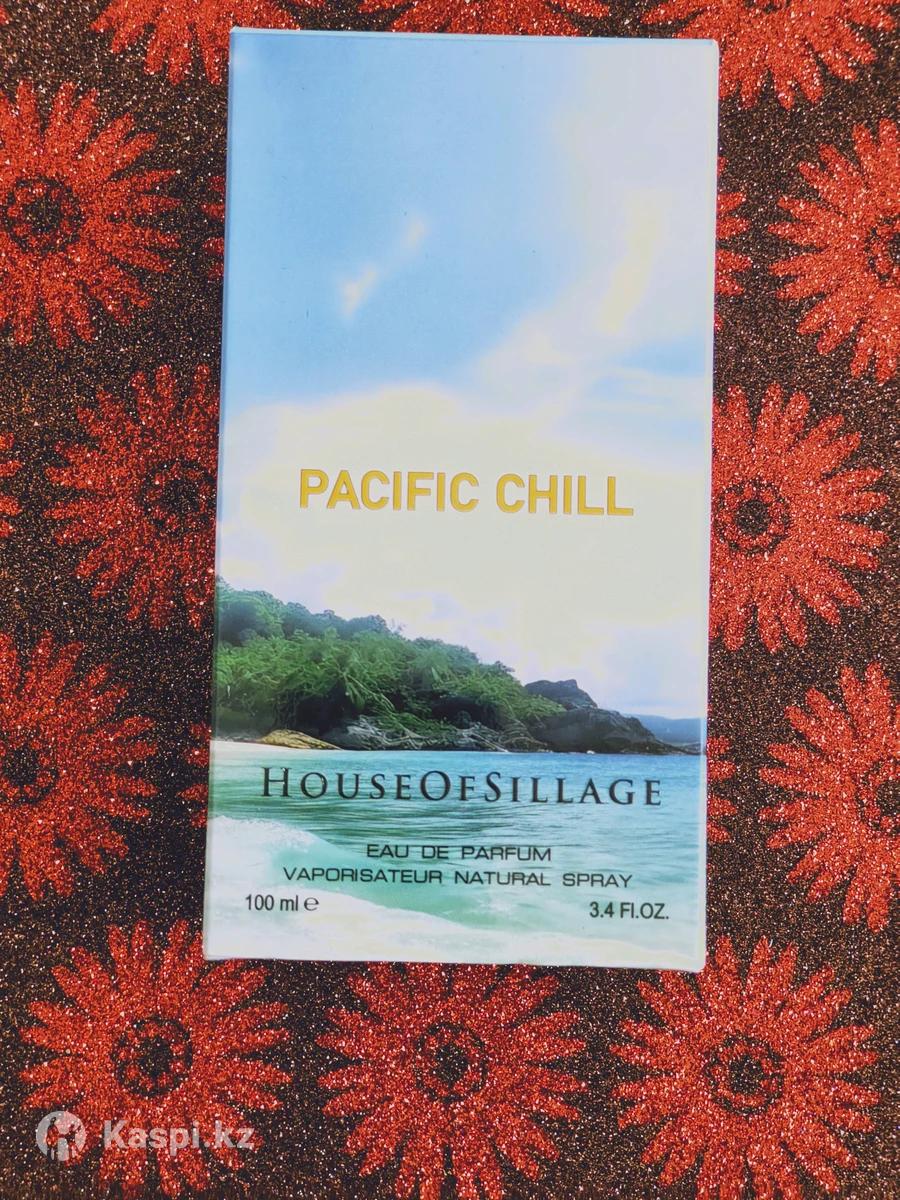 PACIFIC CHILL
HOUSEOFSILLAGE
EAU DE PARFUM
VAPORISATEUR NATURAL SPRAY
100 ml ℮
3.4 Fl.OZ.
Kaspi.kz